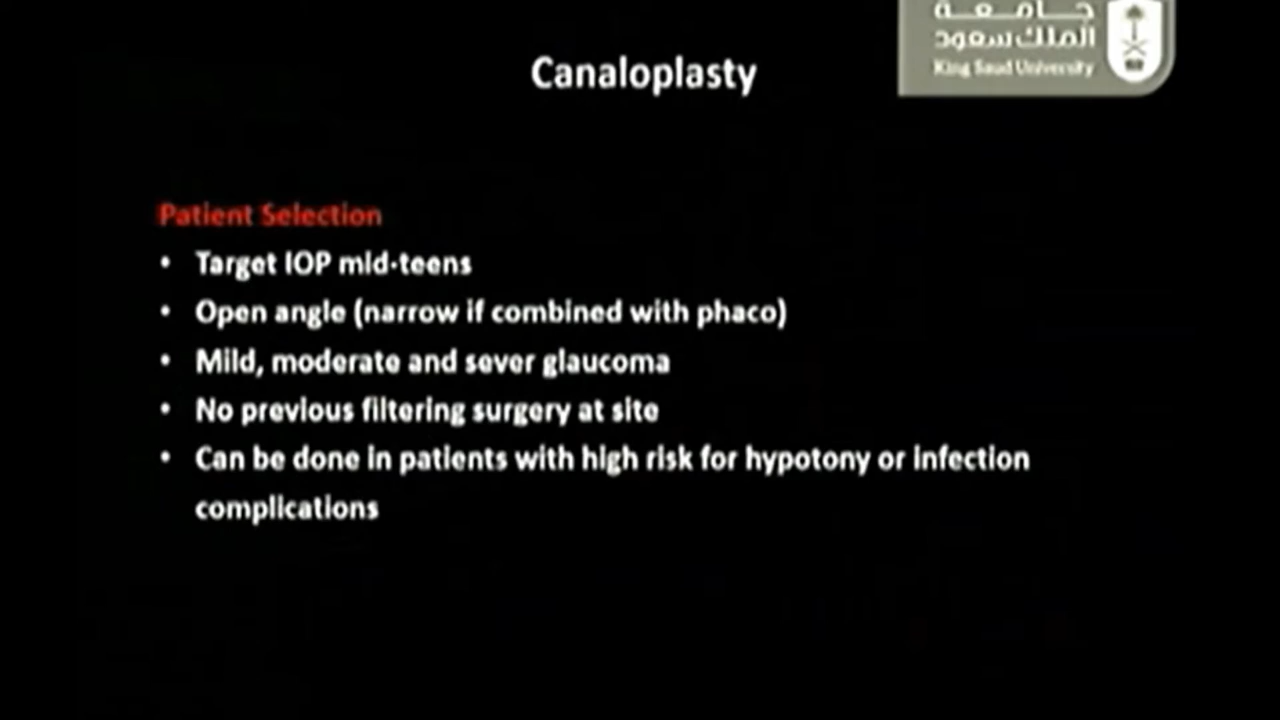 جـــامـعـــة
الملك سعود
King Saud University
Canaloplasty
Patient Selection
• Target IOP mid-teens
• Open angle (narrow if combined with phaco)
• Mild, moderate and sever glaucoma
• No previous filtering surgery at site
• Can be done in patients with high risk for hypotony or infection
complications